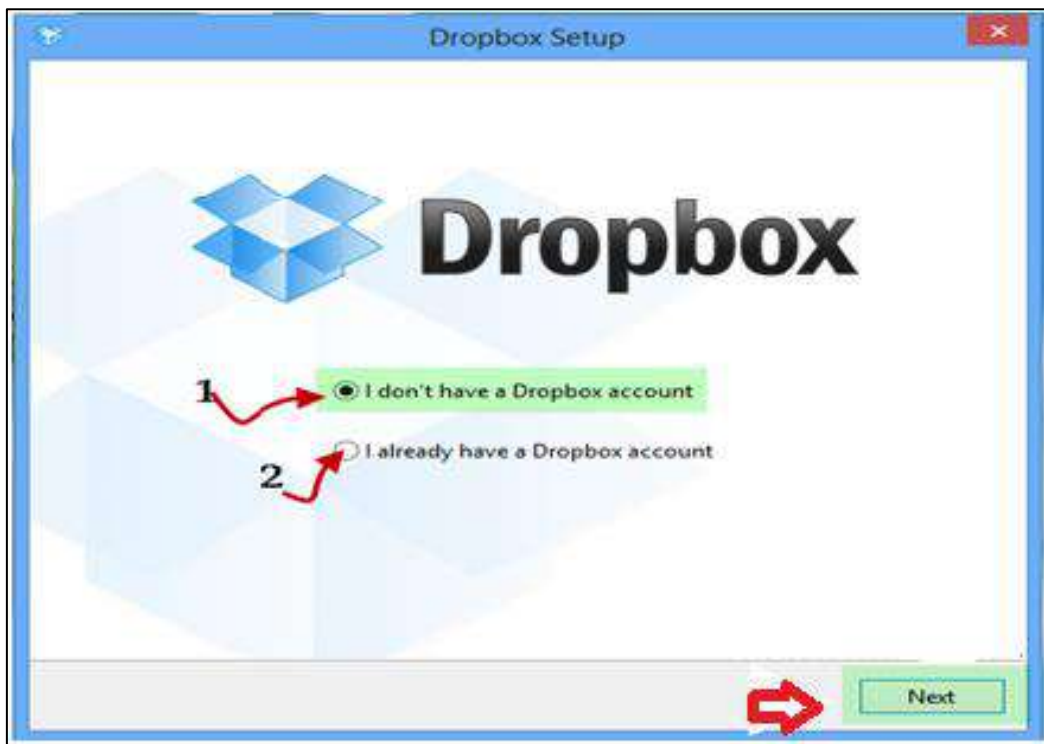 Dropbox Setup
Dropbox
1 I don't have a Dropbox account
2 I already have a Dropbox account
Next